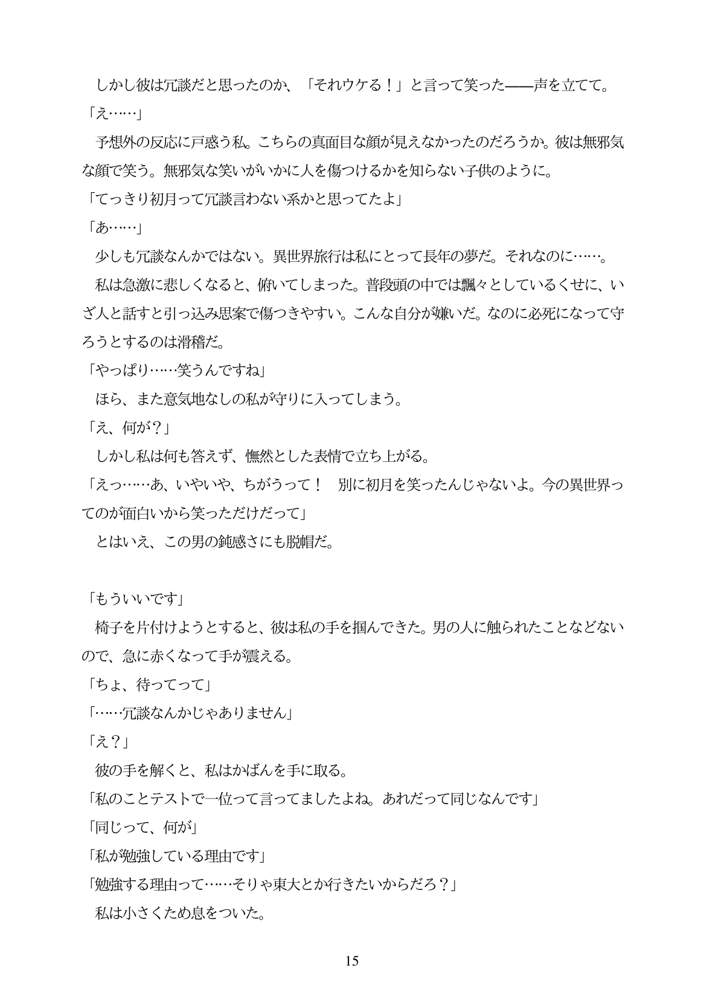 しかし彼は冗談だと思ったのか、「それウケる！」と言って笑った――声を立てて。
「え……」
　予想外の反応に戸惑う私。こちらの真面目な顔が見えなかったのだろうか。彼は無邪気
な顔で笑う。無邪気な笑いがいかに人を傷つけるかを知らない子供のように。
「てっきり初月って冗談言わない系かと思ってたよ」
「あ……」
　少しも冗談なんかではない。異世界旅行は私にとって長年の夢だ。それなのに……。
　私は急激に悲しくなると、俯いてしまった。普段頭の中では飄々としているくせに、い
ざ人と話すと引っ込み思案で傷つきやすい。こんな自分が嫌いだ。なのに必死になって守
ろうとするのは滑稽だ。
「やっぱり……笑うんですね」
　ほら、また意気地なしの私が守りに入ってしまう。
「え、何が？」
　しかし私は何も答えず、憮然とした表情で立ち上がる。
「えっ……あ、いやいや、ちがうって！　別に初月を笑ったんじゃないよ。今の異世界っ
てのが面白いから笑っただけだって」
　とはいえ、この男の鈍感さにも脱帽だ。
「もういいです」
　椅子を片付けようとすると、彼は私の手を掴んできた。男の人に触られたことなどない
ので、急に赤くなって手が震える。
「ちょ、待ってって」
「……冗談なんかじゃありません」
「え？」
　彼の手を解くと、私はかばんを手に取る。
「私のことテストで一位って言ってましたよね。あれだって同じなんです」
「同じって、何が」
「私が勉強している理由です」
「勉強する理由って……そりゃ東大とか行きたいからだろ？」
　私は小さくため息をついた。
15